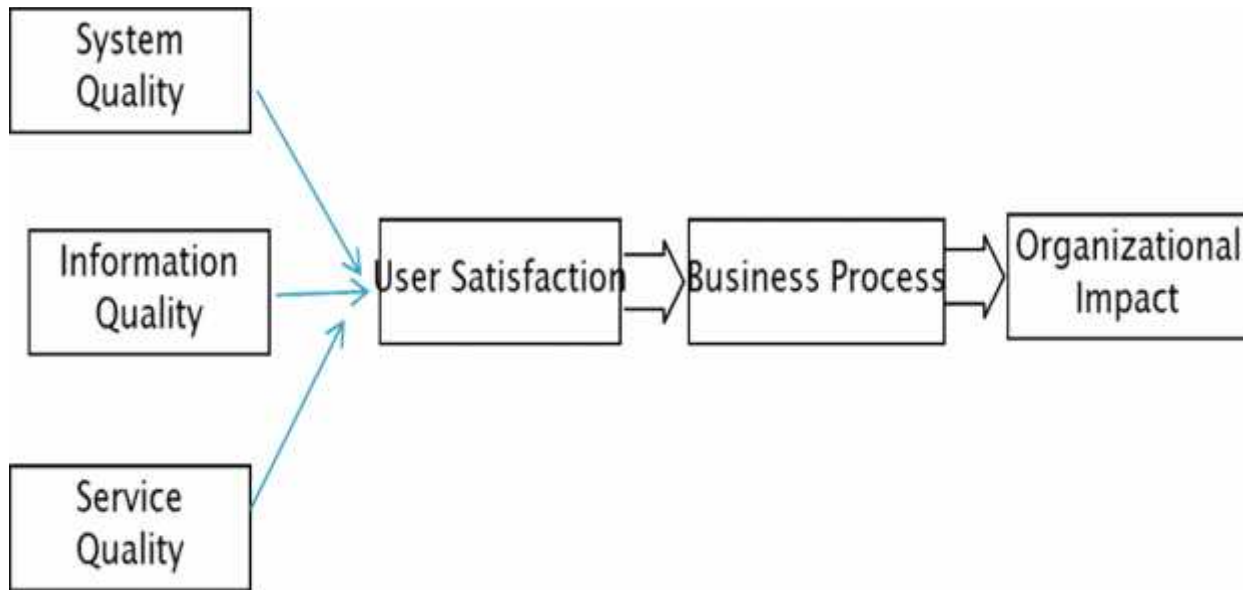 System
Quality
Information
Quality
Service
Quality
User Satisfaction
Business Process
Organizational
Impact